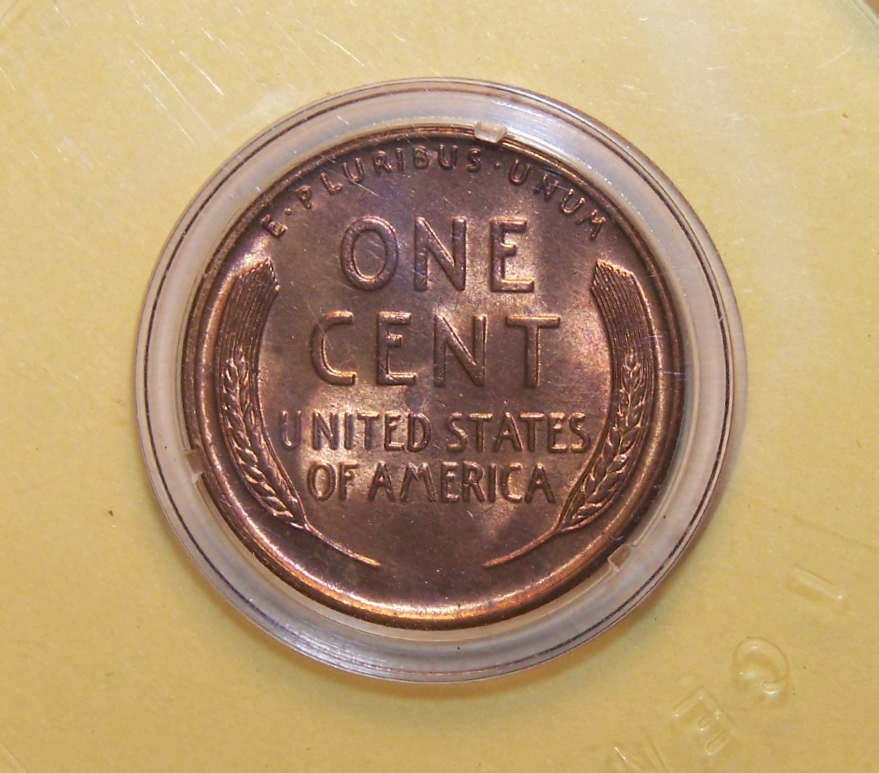 E · PLURIBUS · UNUM
ONE
CENT
UNITED STATES
OF AMERICA